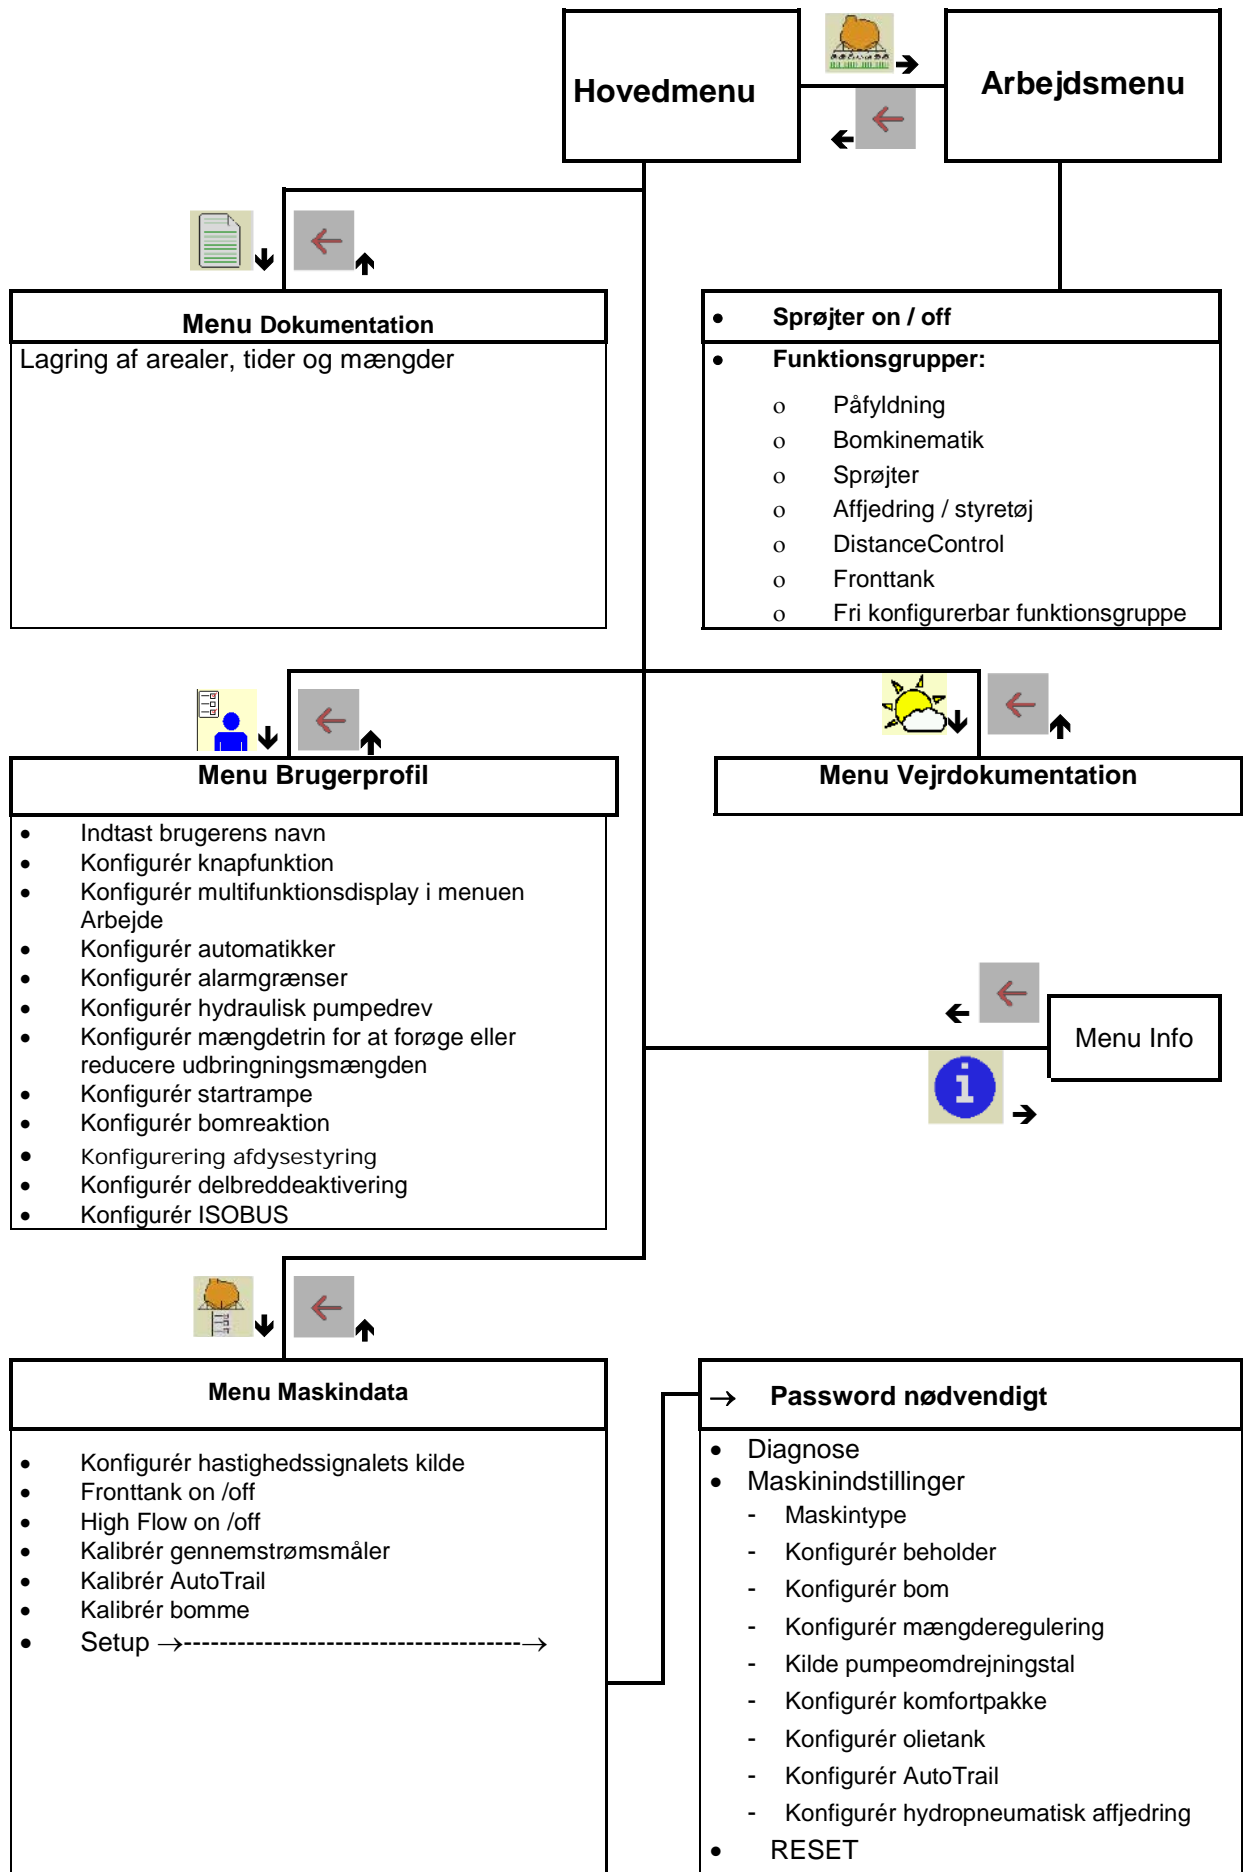 Hovedmenu
Arbejdsmenu
Menu Dokumentation
Lagring af arealer, tider og mængder
• Sprøjter on / off
• Funktionsgrupper:
o Påfyldning
o Bomkinematik
o Sprøjter
o Affjedring / styretøj
o DistanceControl
o Fronttank
o Fri konfigurerbar funktionsgruppe
Menu Brugerprofil
• Indtast brugerens navn
• Konfigurér knapfunktion
• Konfigurér multifunktionsdisplay i menuen
Arbejde
• Konfigurér automatikker
• Konfigurér alarmgrænser
• Konfigurér hydraulisk pumpedrev
• Konfigurér mængdetrin for at forøge eller
reducere udbringningsmængden
• Konfigurér startrampe
• Konfigurér bomreaktion
• Konfigurering afdysestyring
• Konfigurér delbreddeaktivering
• Konfigurér ISOBUS
Menu Vejrdokumentation
Menu Info
i
Menu Maskindata
• Konfigurér hastighedssignalets kilde
• Fronttank on /off
• High Flow on /off
• Kalibrér gennemstrømsmåler
• Kalibrér AutoTrail
• Kalibrér bomme
• Setup →--------------------------------------→
→ Password nødvendigt
• Diagnose
• Maskinindstillinger
- Maskintype
- Konfigurér beholder
- Konfigurér bom
- Konfigurér mængderegulering
- Kilde pumpeomdrejningstal
- Konfigurér komfortpakke
- Konfigurér olietank
- Konfigurér AutoTrail
- Konfigurér hydropneumatisk affjedring
• RESET